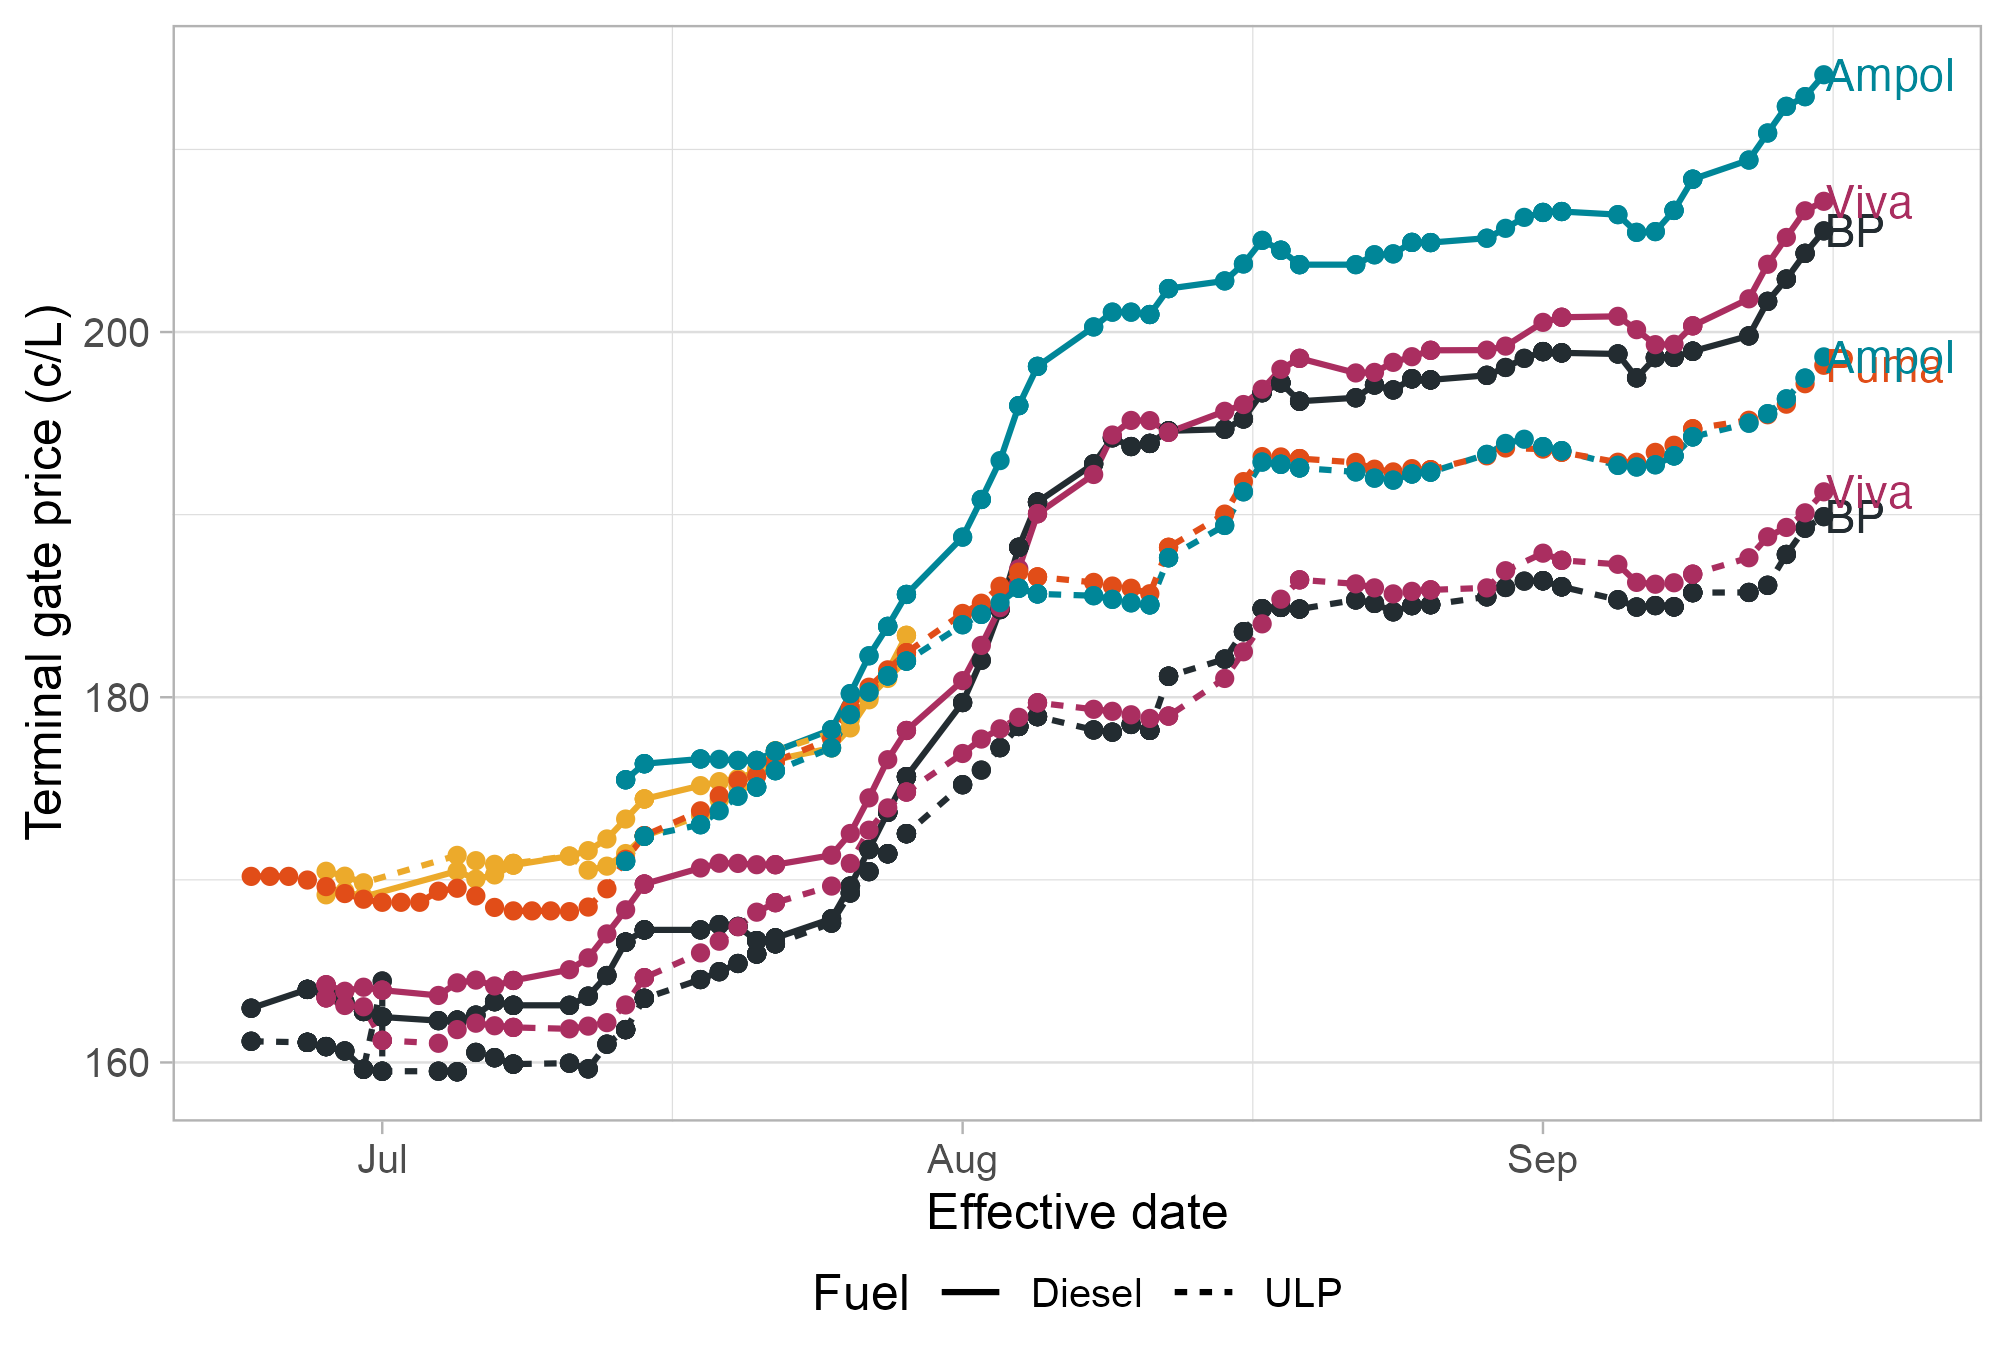 Terminal gate price (c/L)
200
180
160
Ampol
Viva
BP
Ampol
Puma
Viva
BP
Jul
Aug
Sep
Effective date
Fuel
Diesel
ULP